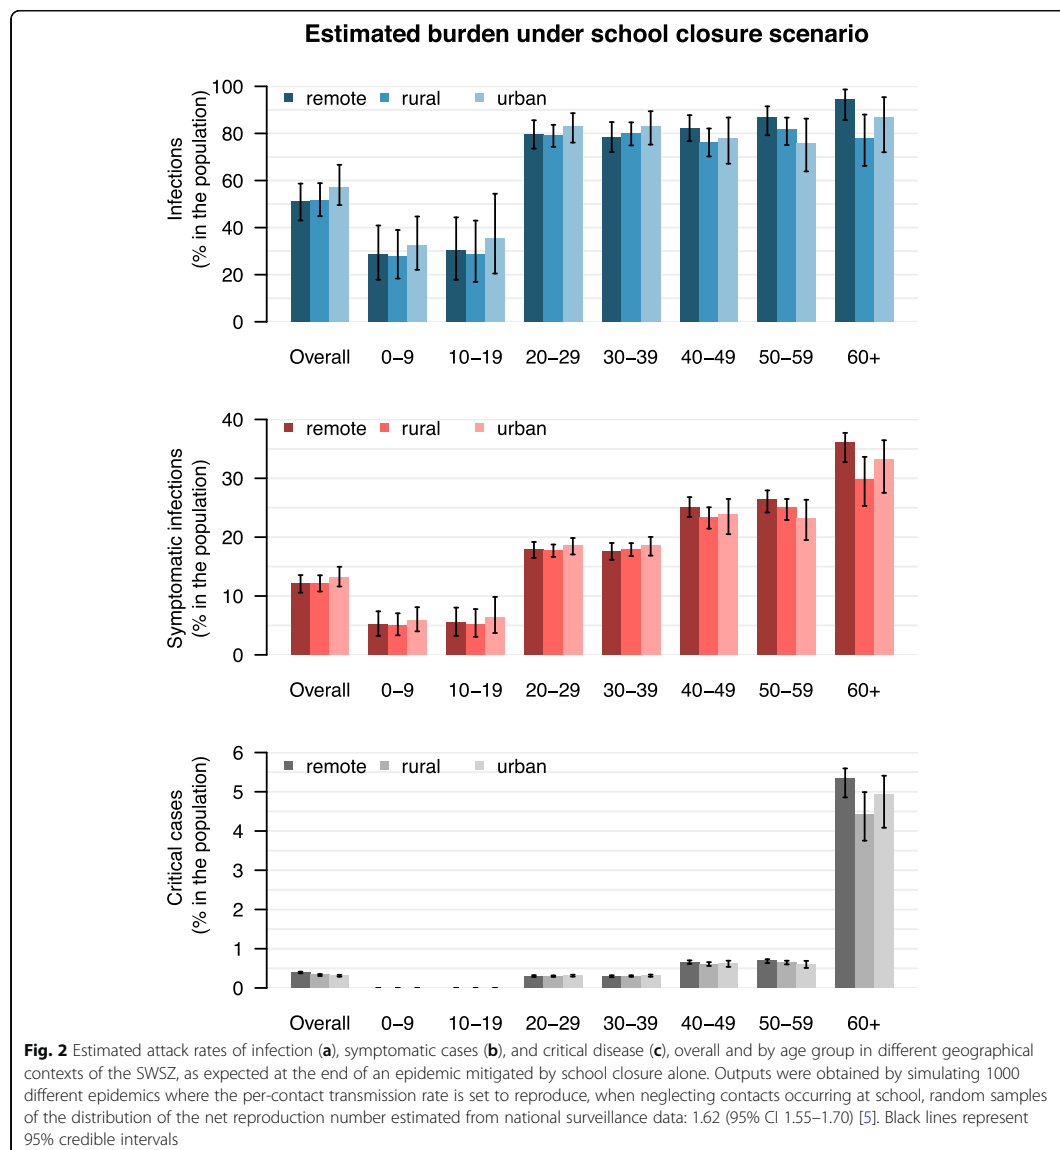 Estimated burden under school closure scenario
Infections
(% in the population)
100
80
60
40
20
0
remote rural urban
Overall 0–9 10–19 20–29 30–39 40–49 50–59 60+
Symptomatic infections
(% in the population)
40
30
20
10
0
remote rural urban
Overall 0–9 10–19 20–29 30–39 40–49 50–59 60+
Critical cases
(% in the population)
6
5
4
3
2
1
0
remote rural urban
Overall 0–9 10–19 20–29 30–39 40–49 50–59 60+
Fig. 2 Estimated attack rates of infection (a), symptomatic cases (b), and critical disease (c), overall and by age group in different geographical
contexts of the SWSZ, as expected at the end of an epidemic mitigated by school closure alone. Outputs were obtained by simulating 1000
different epidemics where the per-contact transmission rate is set to reproduce, when neglecting contacts occurring at school, random samples
of the distribution of the net reproduction number estimated from national surveillance data: 1.62 (95% CI 1.55–1.70) [5]. Black lines represent
95% credible intervals